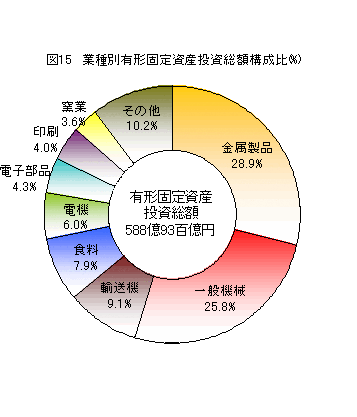 図15 業種別有形固定資産投資総額構成比%)
窯業
3.6%
その他
10.2%
印刷
4.0%
金属製品
28.9%
電子部品
4.3%
有形固定資産
投資総額
588億93百億円
電機
6.0%
食料
7.9%
輸送機
9.1%
一般機械
25.8%